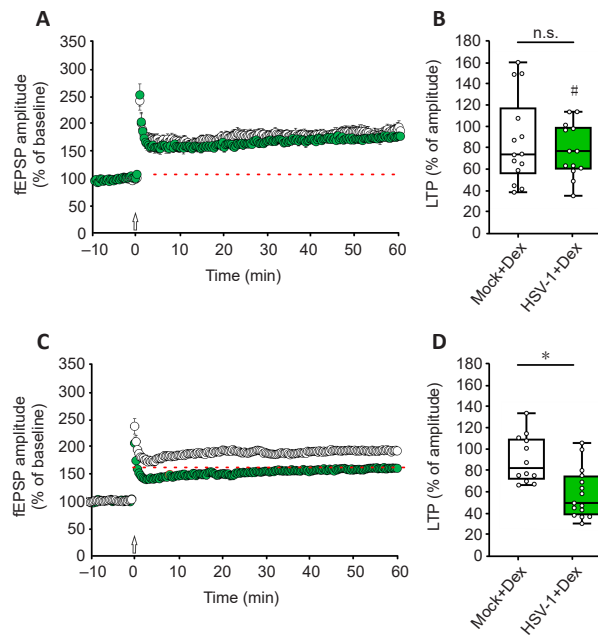 A
fEPSP amplitude
(% of baseline)
350
300
250
200
150
100
50
0
–10 0 10 20 30 40 50 60
Time (min)
B
n.s.
#
LTP (% of amplitude)
180
160
140
120
100
80
60
40
20
0
Mock+Dex
HSV-1+Dex
C
fEPSP amplitude
(% of baseline)
350
300
250
200
150
100
50
0
–10 0 10 20 30 40 50 60
Time (min)
D
*
LTP (% of amplitude)
180
160
140
120
100
80
60
40
20
0
Mock+Dex
HSV-1+Dex